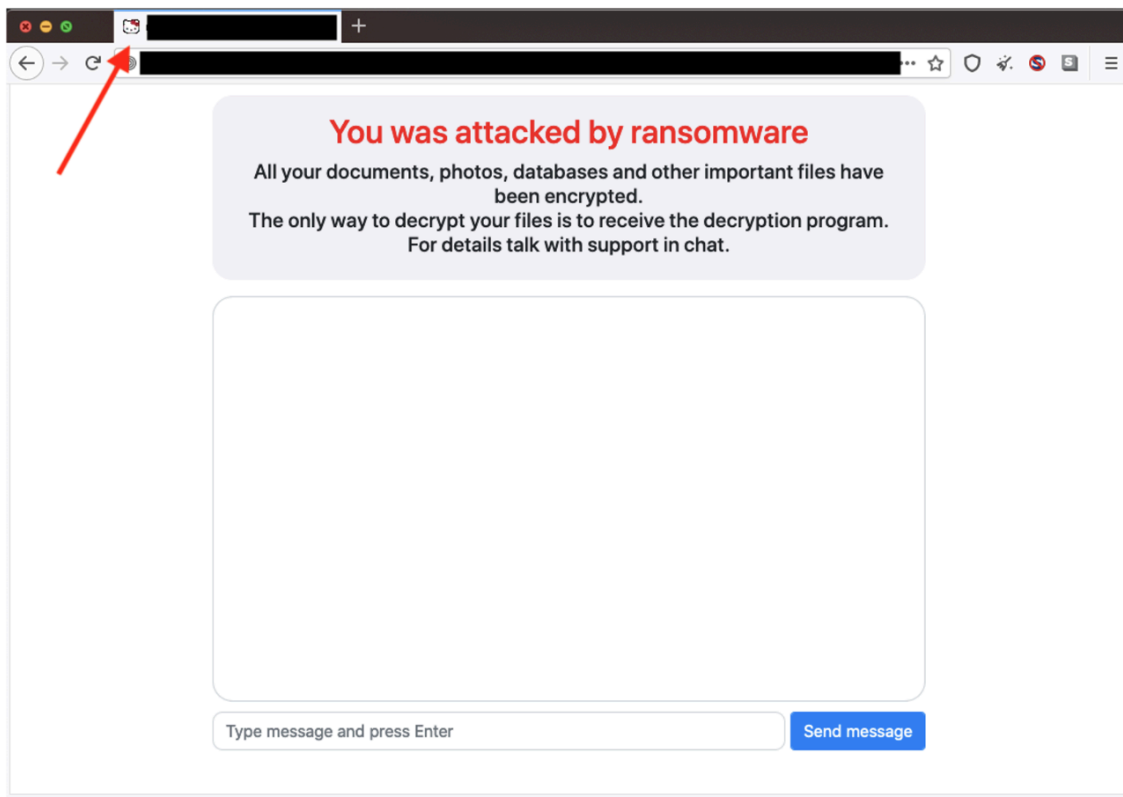 You was attacked by ransomware
All your documents, photos, databases and other important files have
been encrypted.
The only way to decrypt your files is to receive the decryption program.
For details talk with support in chat.
Type message and press Enter
Send message